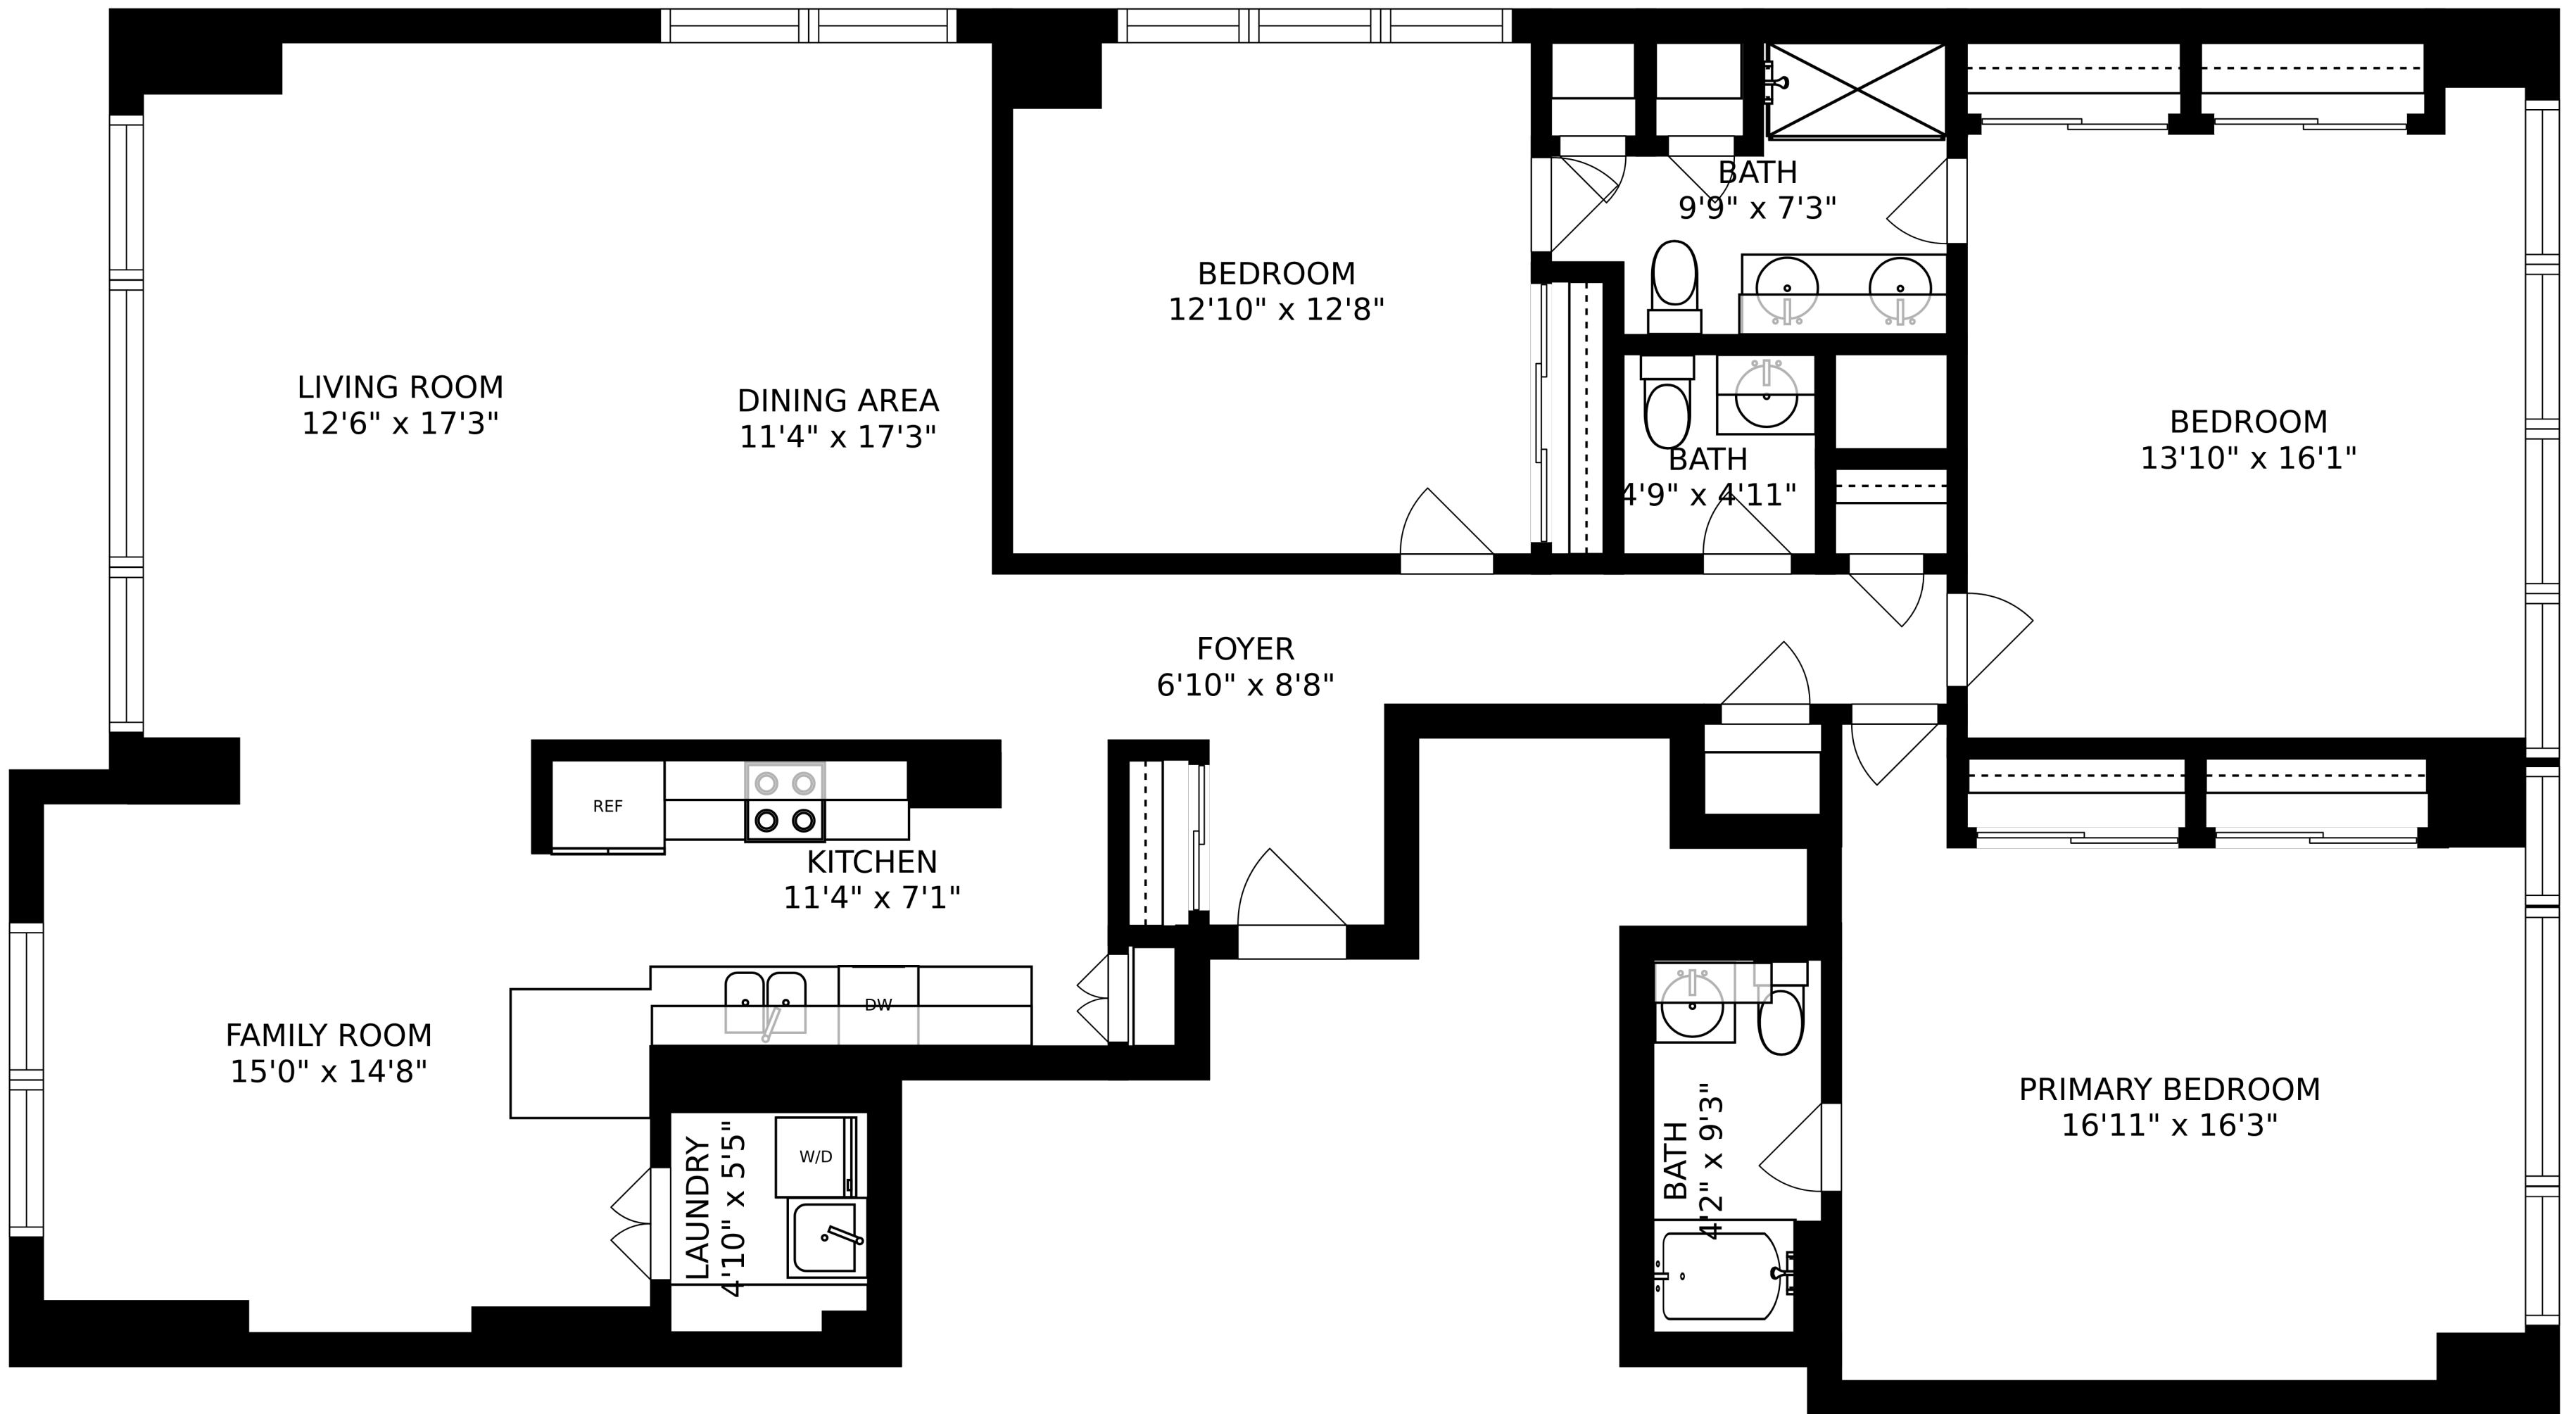 BATH
9'9" x 7'3"
BEDROOM
12'10" x 12'8"
LIVING ROOM
12'6" x 17'3"
DINING AREA
11'4" x 17'3"
BEDROOM
13'10" x 16'1"
BATH
4'9" x 4'11"
FOYER
6'10" x 8'8"
REF
KITCHEN
11'4" x 7'1"
DW
FAMILY ROOM
15'0" x 14'8"
PRIMARY BEDROOM
16'11" x 16'3"
LAUNDRY
4'10" x 5'5"
W/D
BATH
4'2" x 9'3"